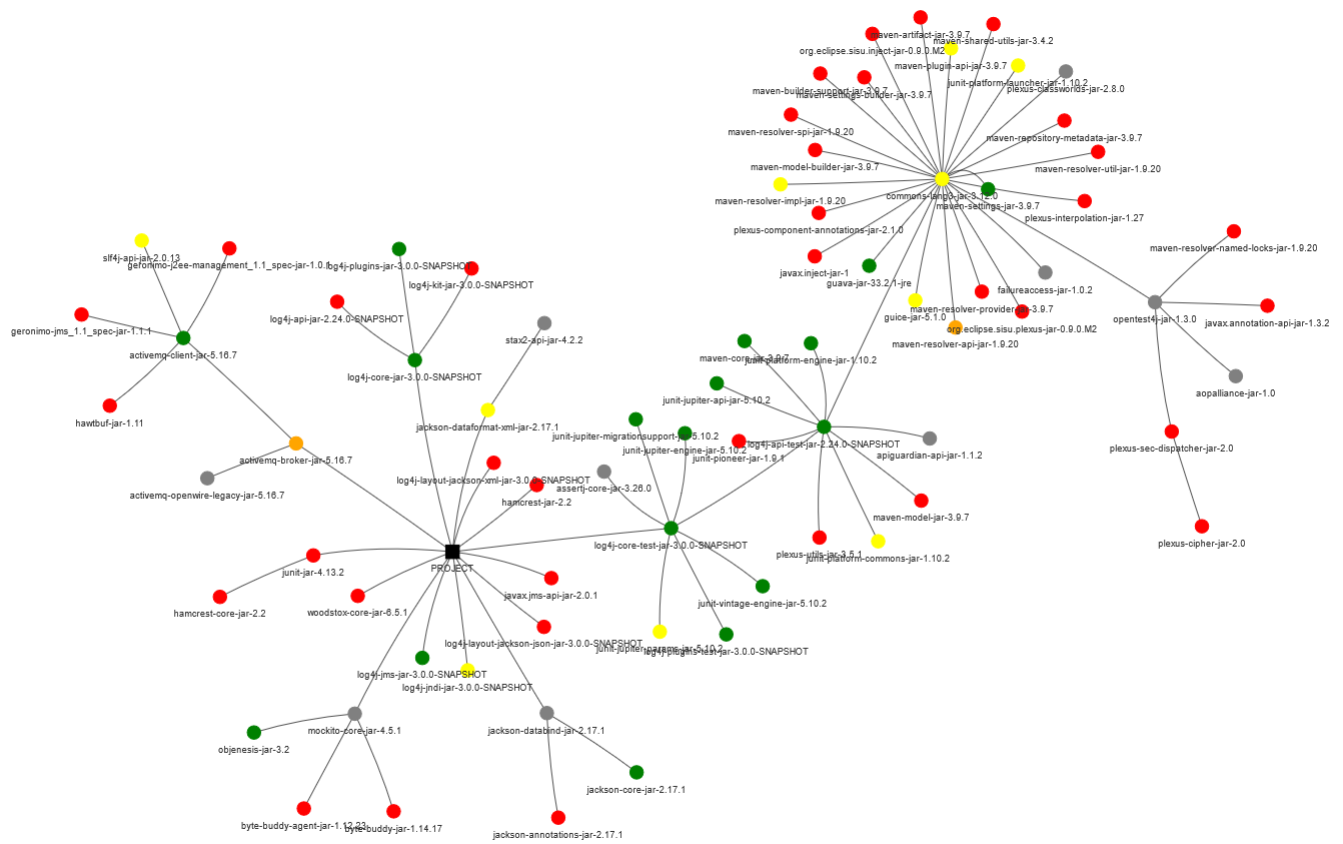 maven-artifact-jar-3.9.7
maven-shared-utils-jar-3.4.2
org.eclipse.sisu.inject-jar-0.9.0.M2
maven-plugin-api-jar-3.9.7
junit-platform-launcher-jar-1.10.2
plexus-classworlds-jar-2.8.0
maven-builder-support-jar-3.9.7
maven-settings-builder-jar-3.9.7
maven-resolver-spi-jar-1.9.20
maven-repository-metadata-jar-3.9.7
maven-model-builder-jar-3.9.7
maven-resolver-util-jar-1.9.20
commons-lang3-jar-3.12.0
maven-resolver-impl-jar-1.9.20
maven-settings-jar-3.9.7
plexus-interpolation-jar-1.27
plexus-component-annotations-jar-2.1.0
maven-resolver-named-locks-jar-1.9.20
slf4j-api-jar-2.0.13
geronimo-j2ee-management_1.1_spec-jar-1.0.1
log4j-plugins-jar-3.0.0-SNAPSHOT
javax.inject-jar-1
guava-jar-33.2.1-jre
log4j-kit-jar-3.0.0-SNAPSHOT
failureaccess-jar-1.0.2
maven-resolver-provider-jar-3.9.7
guice-jar-5.1.0
log4j-api-jar-2.24.0-SNAPSHOT
opentest4j-jar-1.3.0
javax.annotation-api-jar-1.3.2
geronimo-jms_1.1_spec-jar-1.1.1
org.eclipse.sisu.plexus-jar-0.9.0.M2
stax2-api-jar-4.2.2
maven-resolver-api-jar-1.9.20
activemq-client-jar-5.16.7
maven-core-jar-3.9.7
junit-platform-engine-jar-1.10.2
log4j-core-jar-3.0.0-SNAPSHOT
aopalliance-jar-1.0
junit-jupiter-api-jar-5.10.2
hawtbuf-jar-1.11
jackson-dataformat-xml-jar-2.17.1
junit-jupiter-migrationsupport-jar-5.10.2
log4j-api-test-jar-2.24.0-SNAPSHOT
junit-jupiter-engine-jar-5.10.2
junit-pioneer-jar-1.9.1
apiguardian-api-jar-1.1.2
plexus-sec-dispatcher-jar-2.0
activemq-broker-jar-5.16.7
log4j-layout-jackson-xml-jar-3.0.0-SNAPSHOT
assertj-core-jar-3.26.0
activemq-openwire-legacy-jar-5.16.7
hamcrest-jar-2.2
maven-model-jar-3.9.7
log4j-core-test-jar-3.0.0-SNAPSHOT
plexus-cipher-jar-2.0
plexus-utils-jar-3.5.1
junit-platform-commons-jar-1.10.2
PROJECT
junit-jar-4.13.2
javax.jms-api-jar-2.0.1
junit-vintage-engine-jar-5.10.2
hamcrest-core-jar-2.2
woodstox-core-jar-6.5.1
log4j-layout-jackson-json-jar-3.0.0-SNAPSHOT
junit-jupiter-params-jar-5.10.2
log4j-plugins-test-jar-3.0.0-SNAPSHOT
log4j-jms-jar-3.0.0-SNAPSHOT
log4j-jndi-jar-3.0.0-SNAPSHOT
mockito-core-jar-4.5.1
jackson-databind-jar-2.17.1
objenesis-jar-3.2
jackson-core-jar-2.17.1
byte-buddy-agent-jar-1.12.23
byte-buddy-jar-1.14.17
jackson-annotations-jar-2.17.1